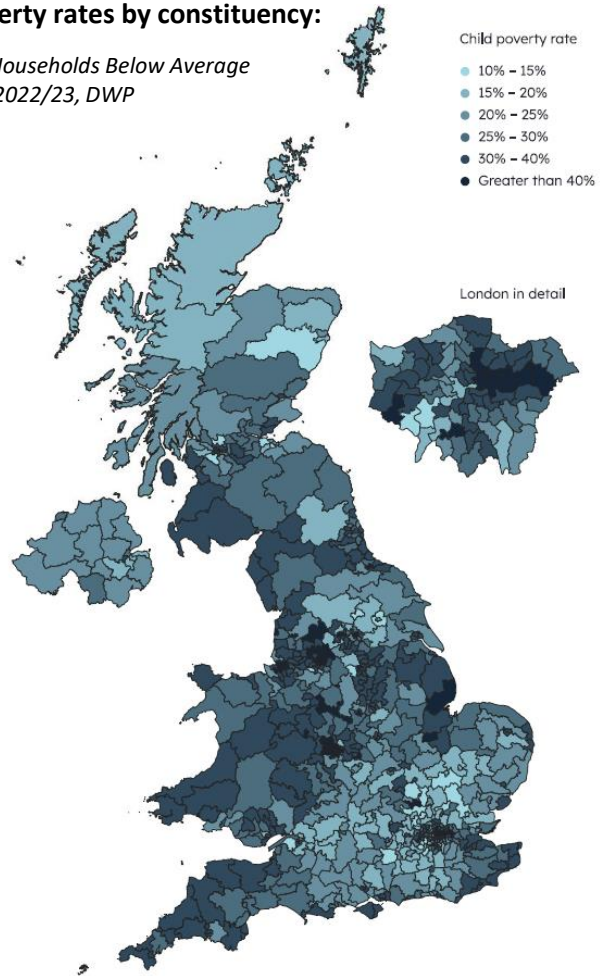 erty rates by constituency:
Households Below Average
2022/23, DWP
Child poverty rate
10% – 15%
15% – 20%
20% – 25%
25% – 30%
30% – 40%
Greater than 40%
London in detail